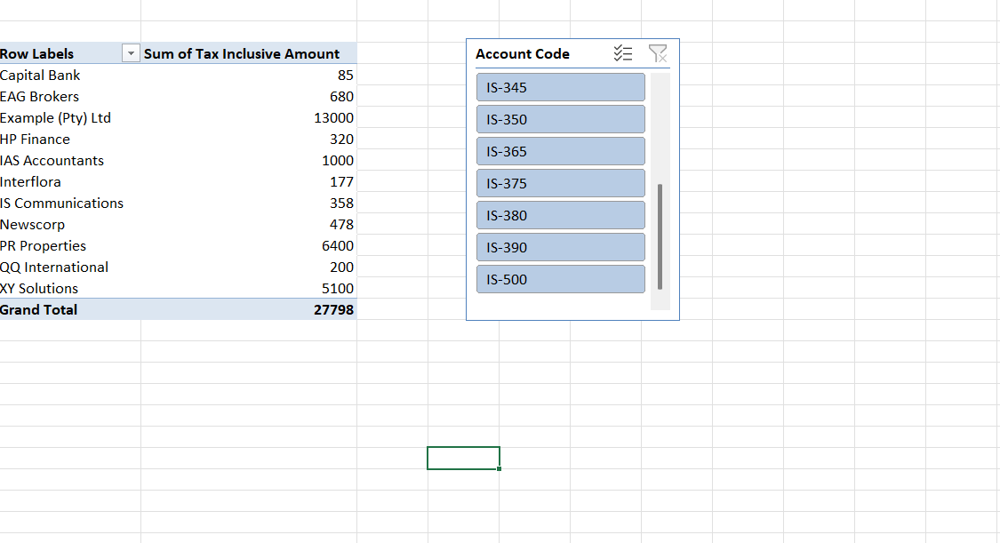 Row Labels Sum of Tax Inclusive Amount
Capital Bank 85
EAG Brokers 680
Example (Pty) Ltd 13000
HP Finance 320
IAS Accountants 1000
Interflora 177
IS Communications 358
Newscorp 478
PR Properties 6400
QQ International 200
XY Solutions 5100
Grand Total 27798
Account Code
IS-345
IS-350
IS-365
IS-375
IS-380
IS-390
IS-500